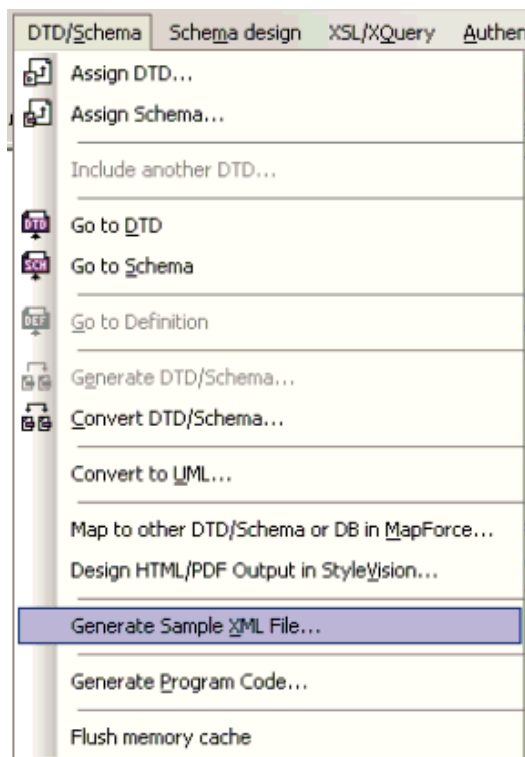 DTD/Schema Schema design XSL/XQuery Authen
Assign DTD...
Assign Schema...
Include another DTD...
DTD Go to DTD
SCH Go to Schema
DEF Go to Definition
Generate DTD/Schema...
Convert DTD/Schema...
Convert to UML...
Map to other DTD/Schema or DB in MapForce...
Design HTML/PDF Output in StyleVision...
Generate Sample XML File...
Generate Program Code...
Flush memory cache